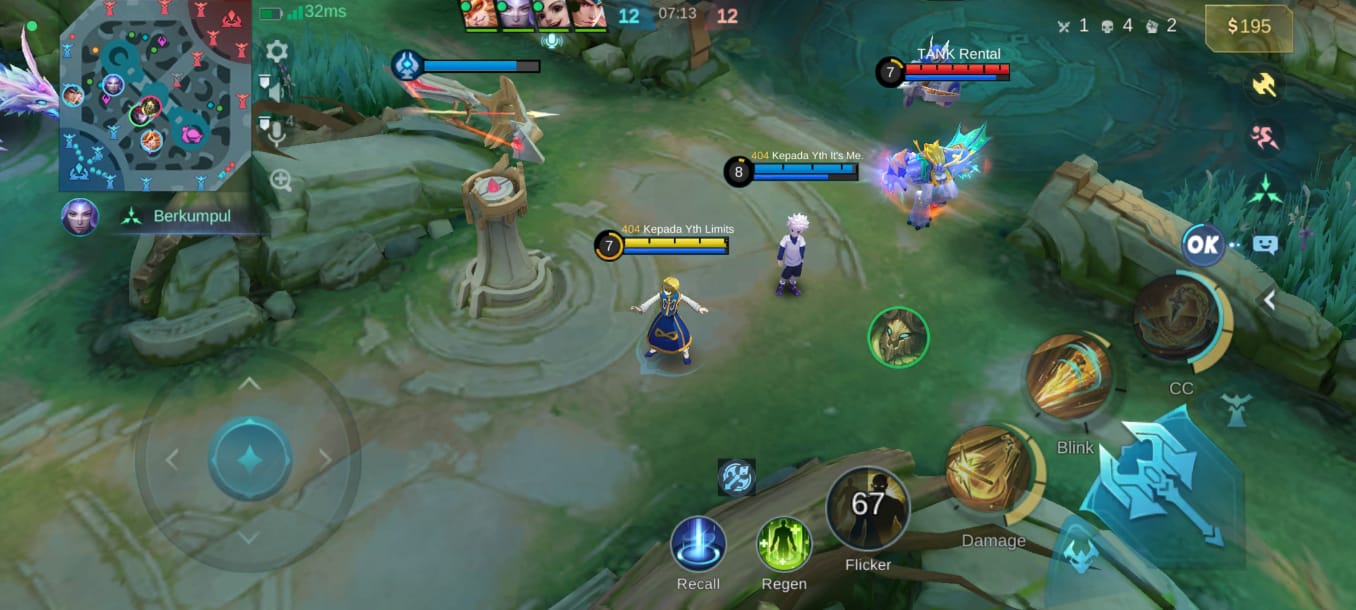 32ms
12 07:13 12
1 4 2
$195
TANK Rental
7
404 Kepada Yth It's Me.
8
404 Kepada Yth Limits
7
4
Berkumpul
OK
CC
Blink
Damage
67
Flicker
Recall
Regen